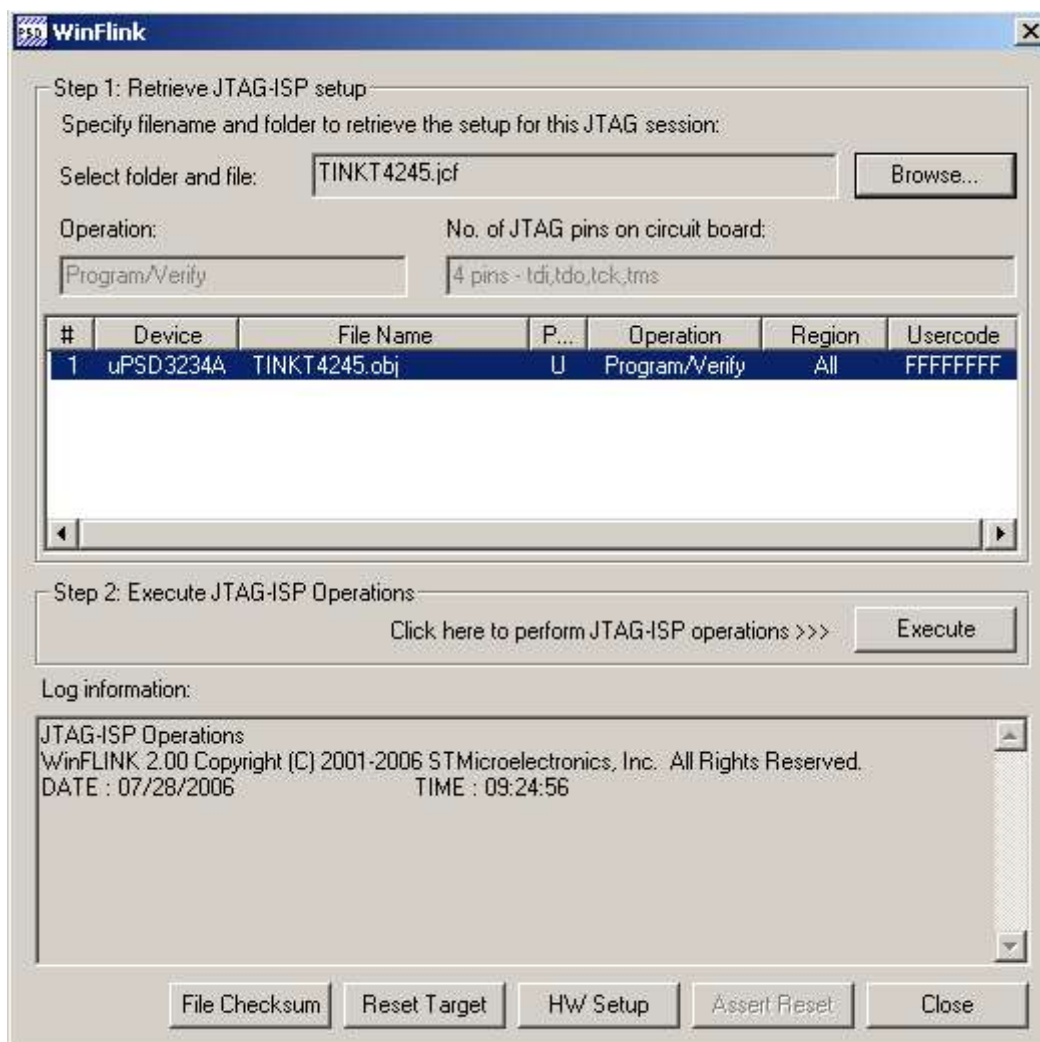 PSD WinFlink
Step 1: Retrieve JTAG-ISP setup
Specify filename and folder to retrieve the setup for this JTAG session:
Select folder and file: TINKT4245.jcf Browse...
Operation: No. of JTAG pins on circuit board:
Program/Verify 4 pins - tdi,tdo,tck,tms
# Device File Name P... Operation Region Usercode
1 uPSD3234A TINKT4245.obj U Program/Verify All FFFFFFFF
Step 2: Execute JTAG-ISP Operations
Click here to perform JTAG-ISP operations >>> Execute
Log information:
JTAG-ISP Operations
WinFLINK 2.00 Copyright (C) 2001-2006 STMicroelectronics, Inc. All Rights Reserved.
DATE : 07/28/2006 TIME : 09:24:56
File Checksum Reset Target HW Setup Assert Reset Close